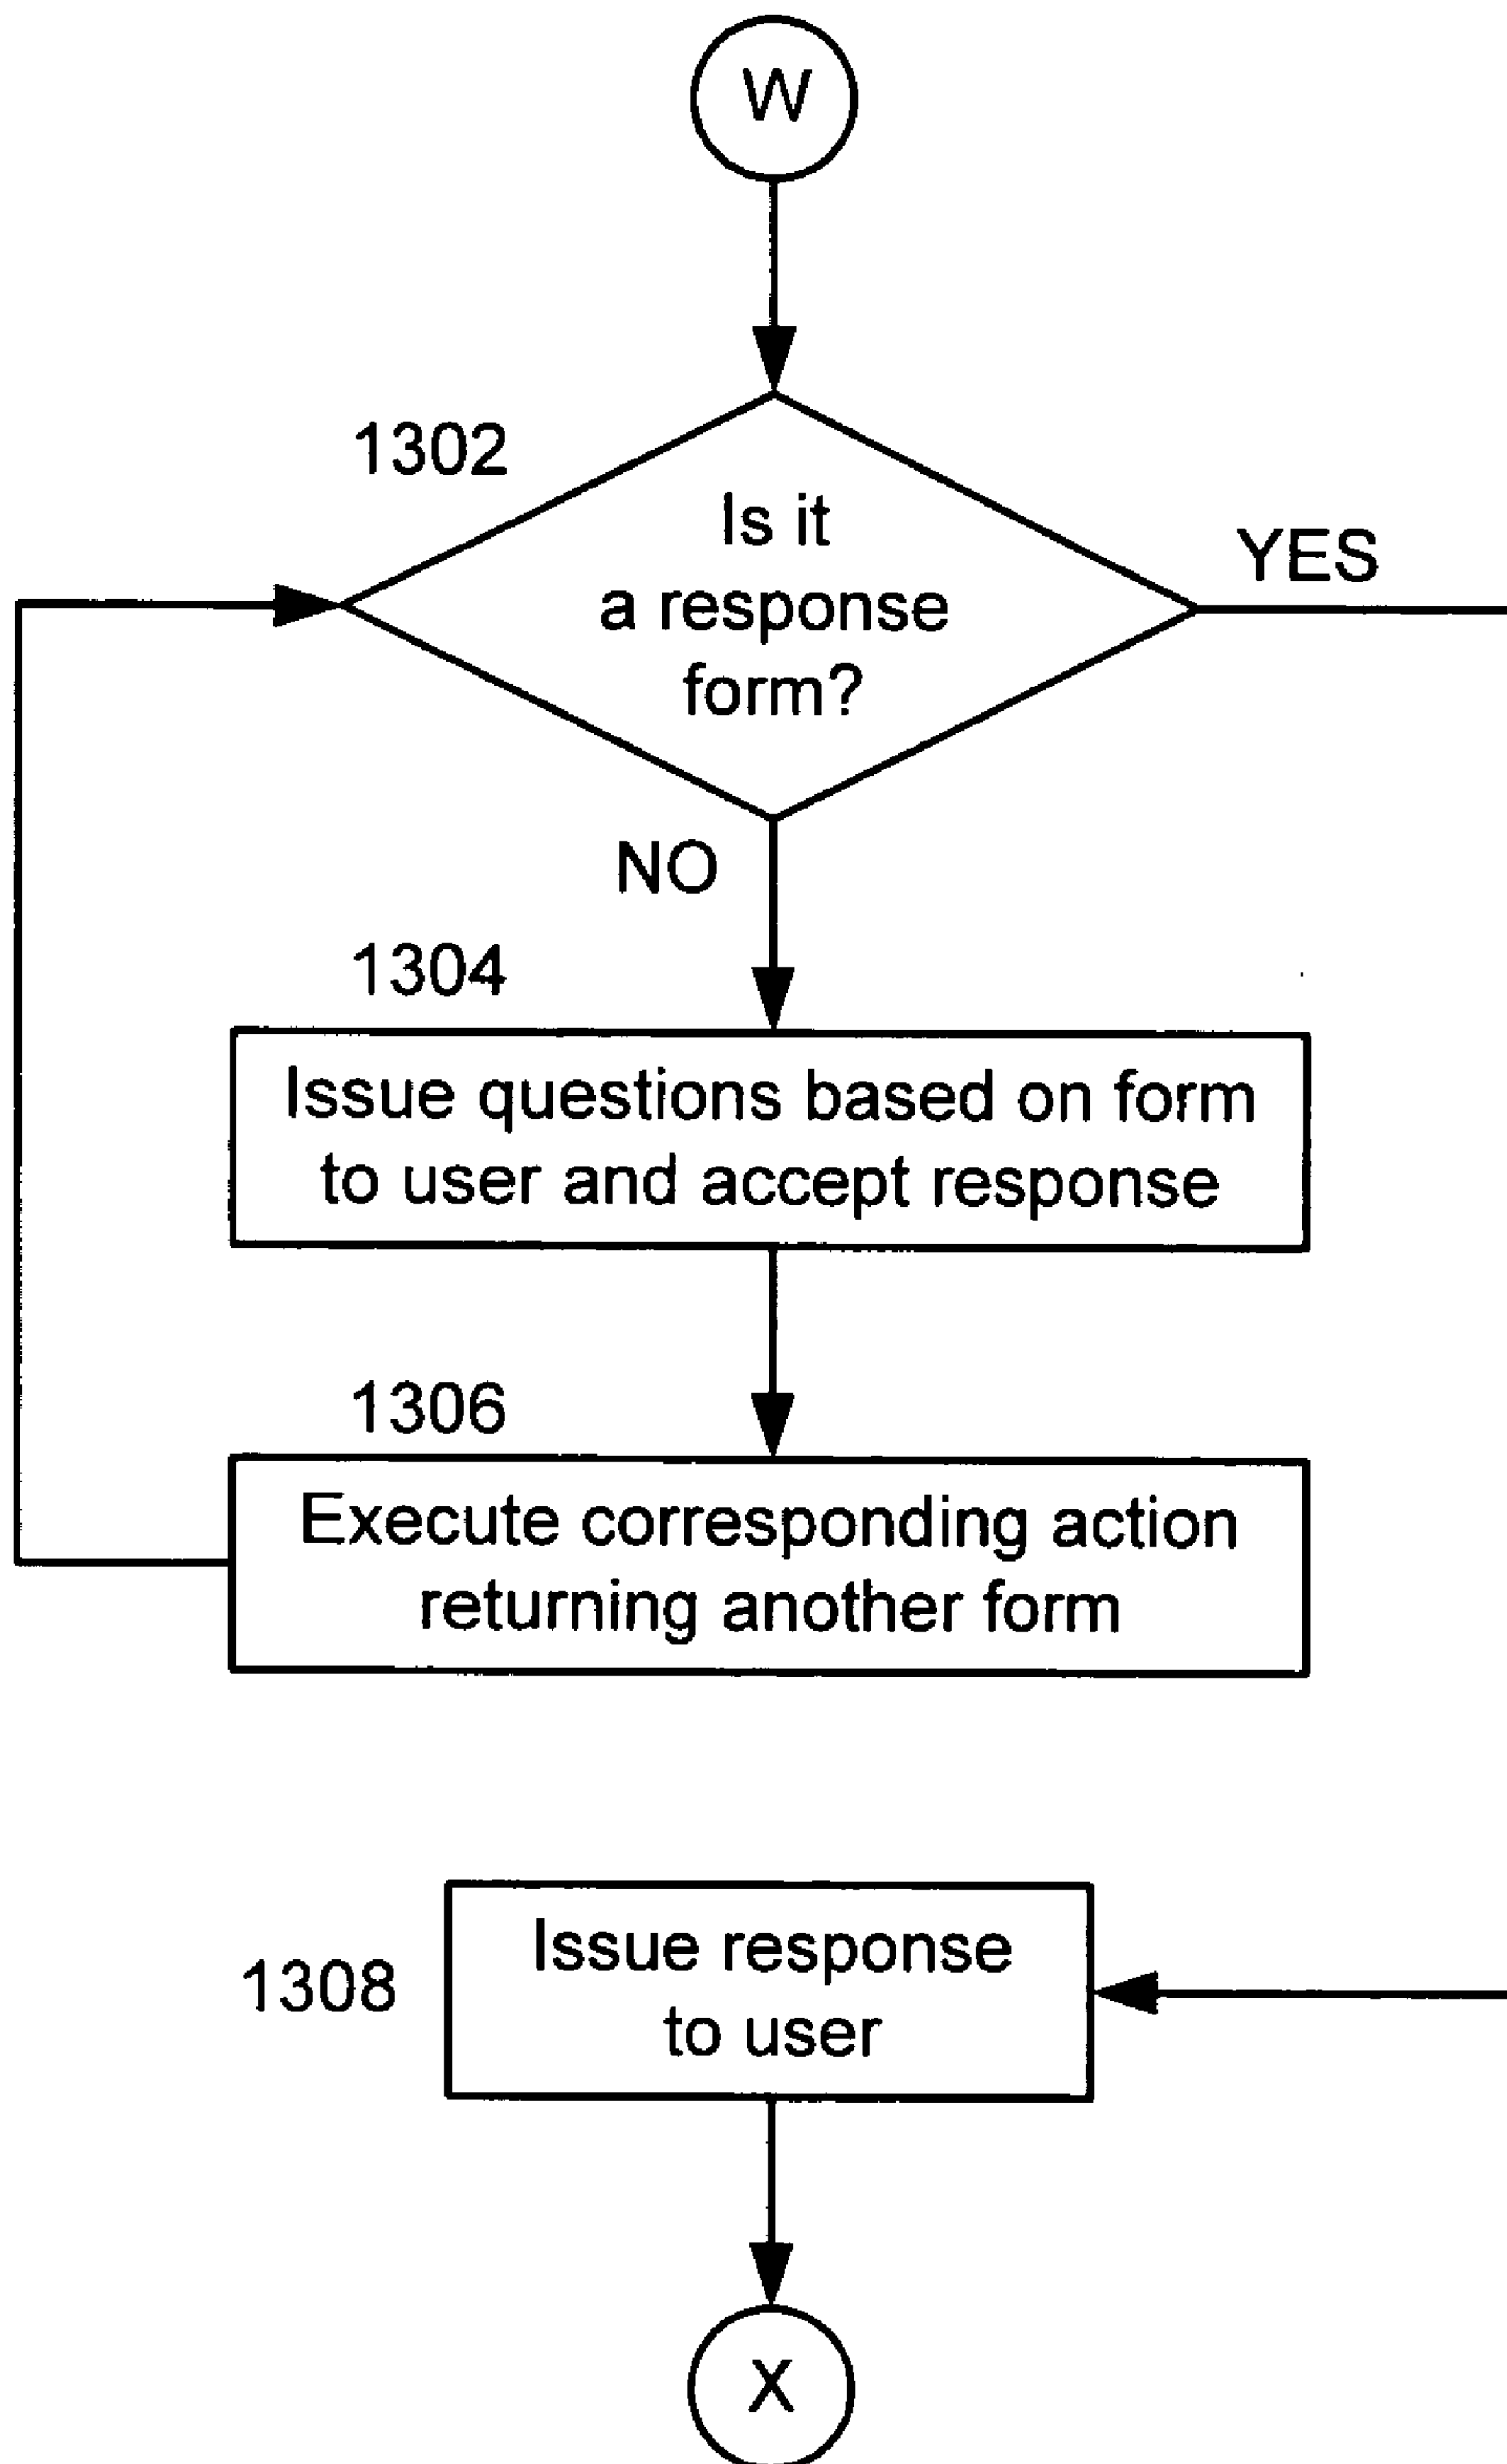 W
1302
Is it
a response
form?
YES
NO
1304
Issue questions based on form
to user and accept response
1306
Execute corresponding action
returning another form
1308
Issue response
to user
X